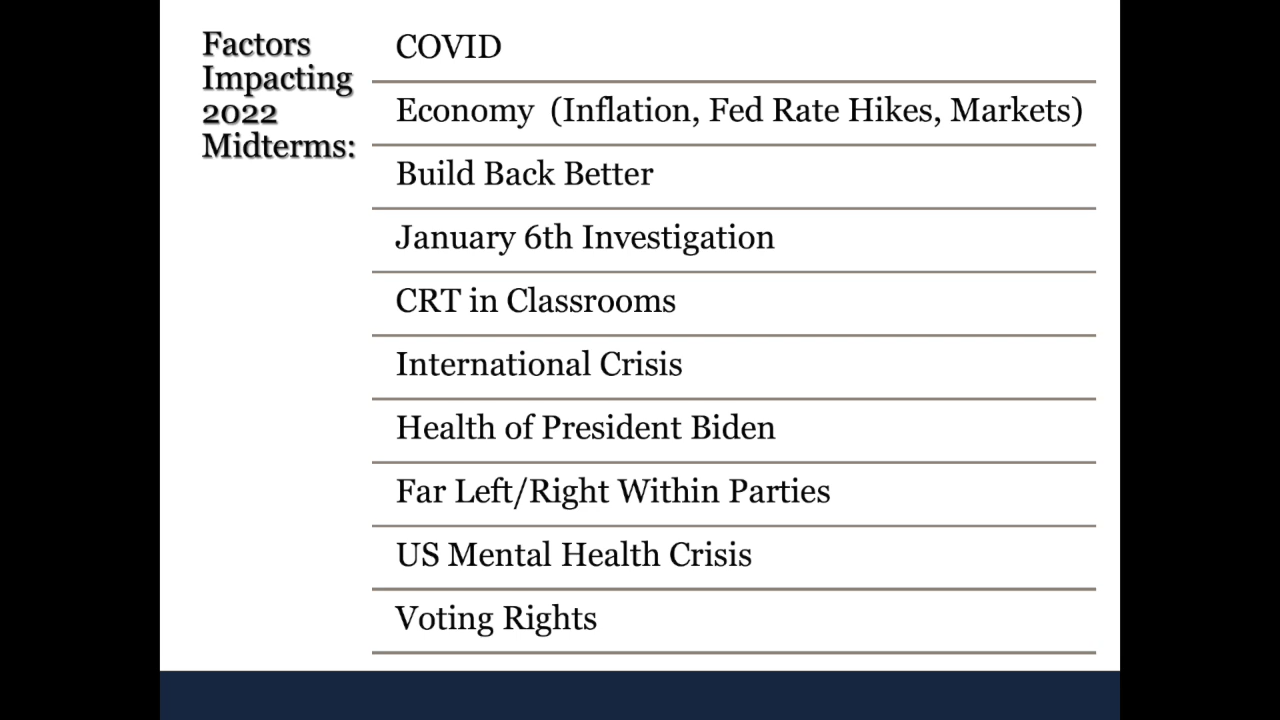 Factors
Impacting
2022
Midterms:
COVID
Economy  (Inflation, Fed Rate Hikes, Markets)
Build Back Better
January 6th Investigation
CRT in Classrooms
International Crisis
Health of President Biden
Far Left/Right Within Parties
US Mental Health Crisis
Voting Rights